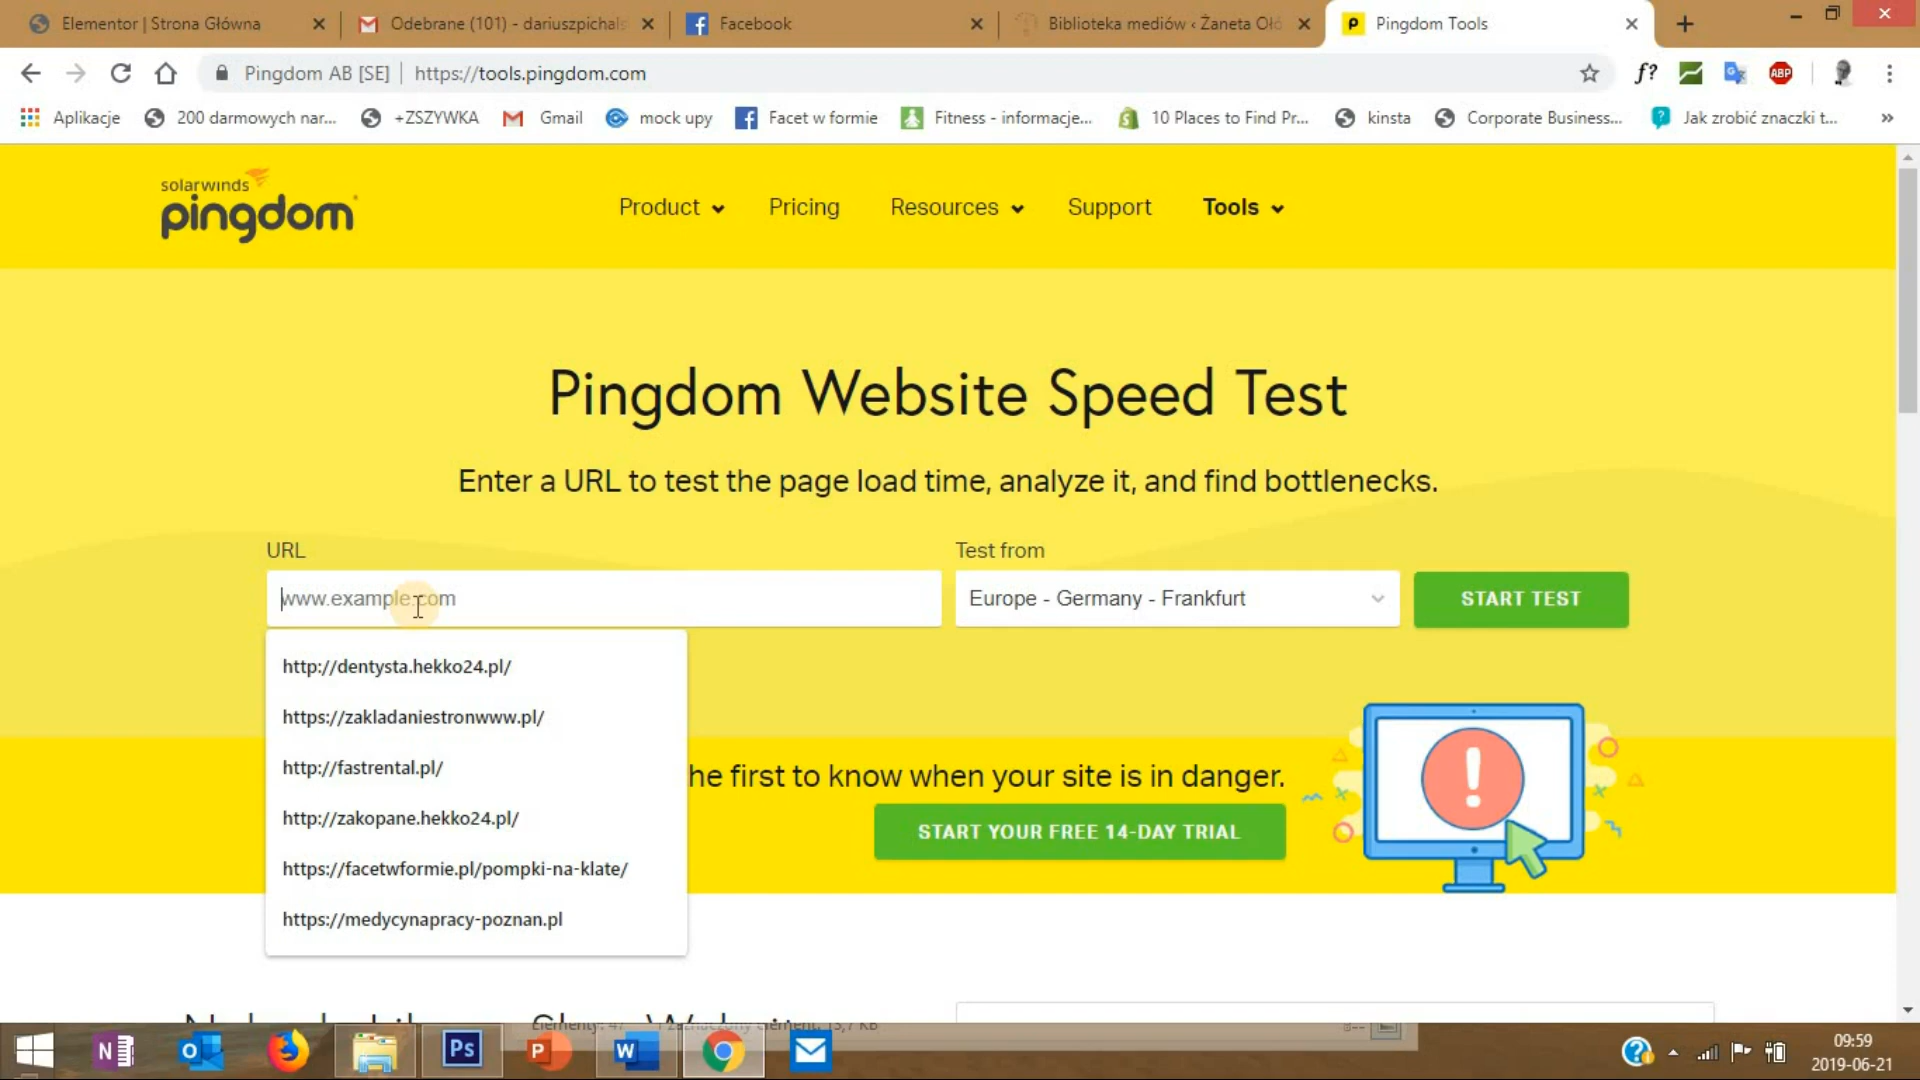 Elementor | Strona Główna
Odebrane (101) - dariuszpichals
Facebook
Biblioteka mediów ‹ Żaneta Oło
Pingdom Tools
Pingdom AB [SE] | https://tools.pingdom.com
f?
ABP
Aplikacje
200 darmowych nar...
+ZSZYWKA
Gmail
mock upy
Facet w formie
Fitness - informacje...
10 Places to Find Pr...
kinsta
Corporate Business...
Jak zrobić znaczki t...
»
solarwinds
pingdom
Product
Pricing
Resources
Support
Tools
Pingdom Website Speed Test
Enter a URL to test the page load time, analyze it, and find bottlenecks.
URL
Test from
www.example.com
Europe - Germany - Frankfurt
START TEST
http://dentysta.hekko24.pl/
https://zakladaniestronwww.pl/
http://fastrental.pl/
http://zakopane.hekko24.pl/
https://facetwformie.pl/pompki-na-klate/
https://medycynapracy-poznan.pl
he first to know when your site is in danger.
START YOUR FREE 14-DAY TRIAL
09:59
2019-06-21